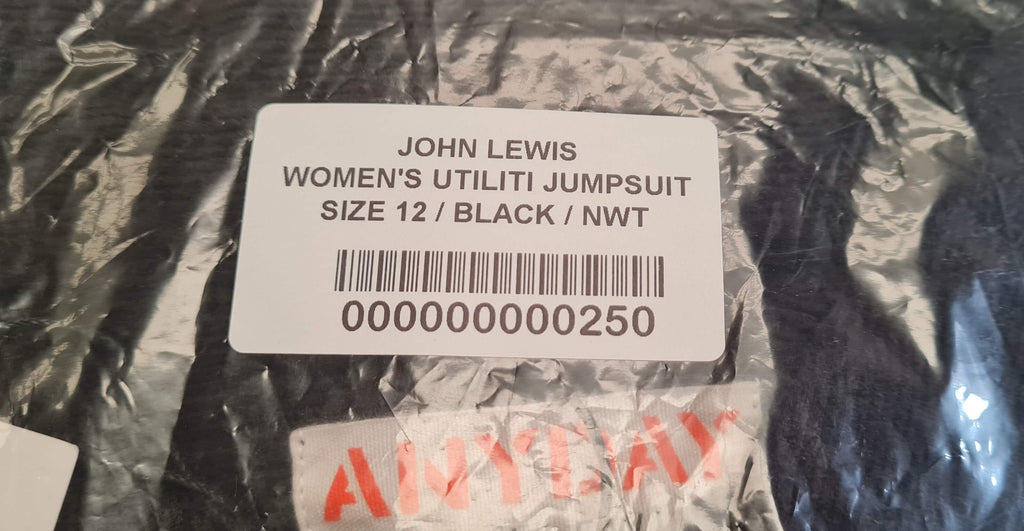 JOHN LEWIS
WOMEN'S UTILITI JUMPSUIT
SIZE 12 / BLACK / NWT
000000000250
ANYDAY